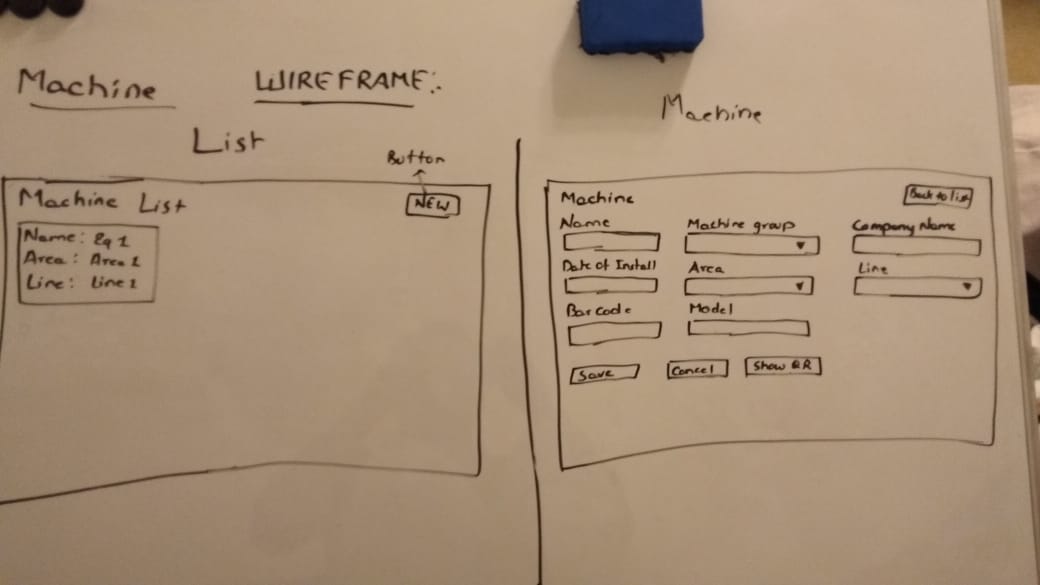 Machine WIREFRAME:
List
Button
Machine List
NEW
Name: Eq 1
Area: Area 1
Line: Line 1
Machine
Machine
Back to list
Name
Machine group
Company Name
Date of Install
Area
Line
Bar Code
Model
Save
Cancel
Show QR